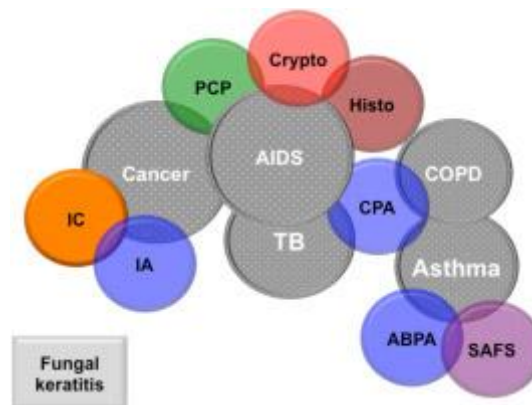 Crypto
PCP
Histo
AIDS
Cancer
COPD
CPA
IC
TB
IA
Asthma
ABPA
SAFS
Fungal
keratitis